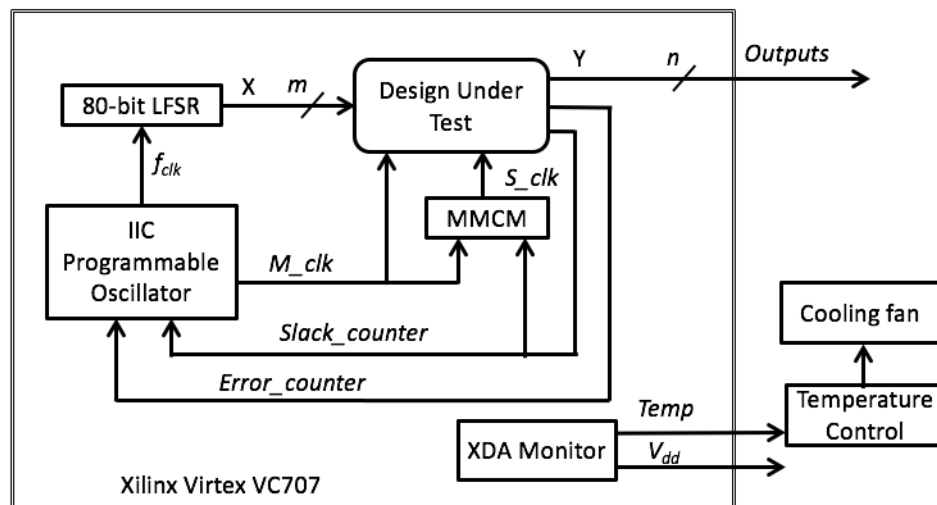 X
m
Y
n
Outputs
80-bit LFSR
Design Under
Test
f_clk
S_clk
MMCM
IIC
Programmable
Oscillator
M_clk
Slack_counter
Error_counter
Cooling fan
Temp
Temperature
Control
XDA Monitor
V_dd
Xilinx Virtex VC707